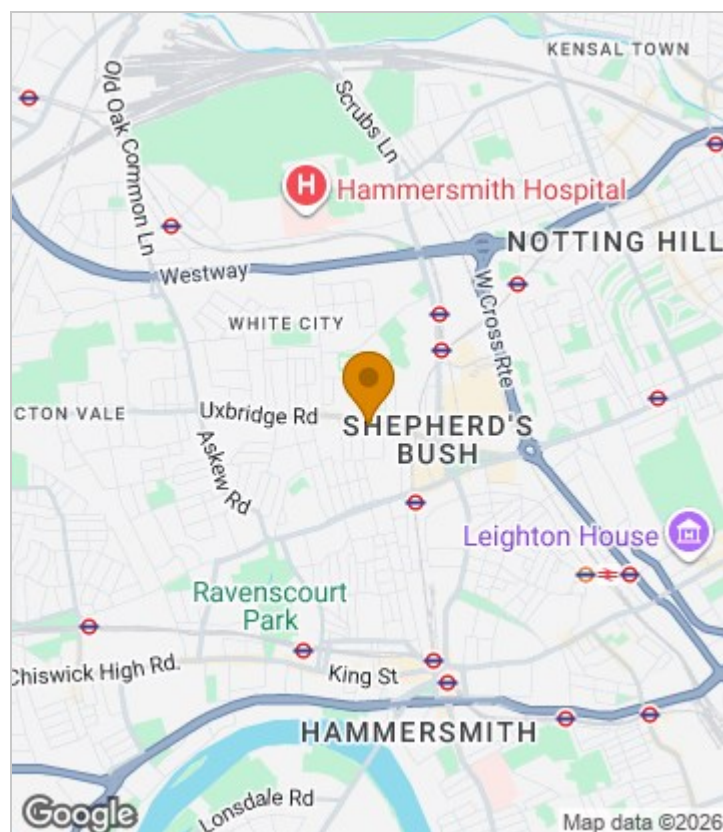 KENSAL TOWN
Old Oak Common Ln
Scrubs Ln
H
Hammersmith Hospital
NOTTING HILL
Westway
W Cross Rte
WHITE CITY
CTON VALE
Uxbridge Rd
SHEPHERD'S
BUSH
Askew Rd
Leighton House
Ravenscourt
Park
Chiswick High Rd.
King St
HAMMERSMITH
Lonsdale Rd
Google
Map data ©2026